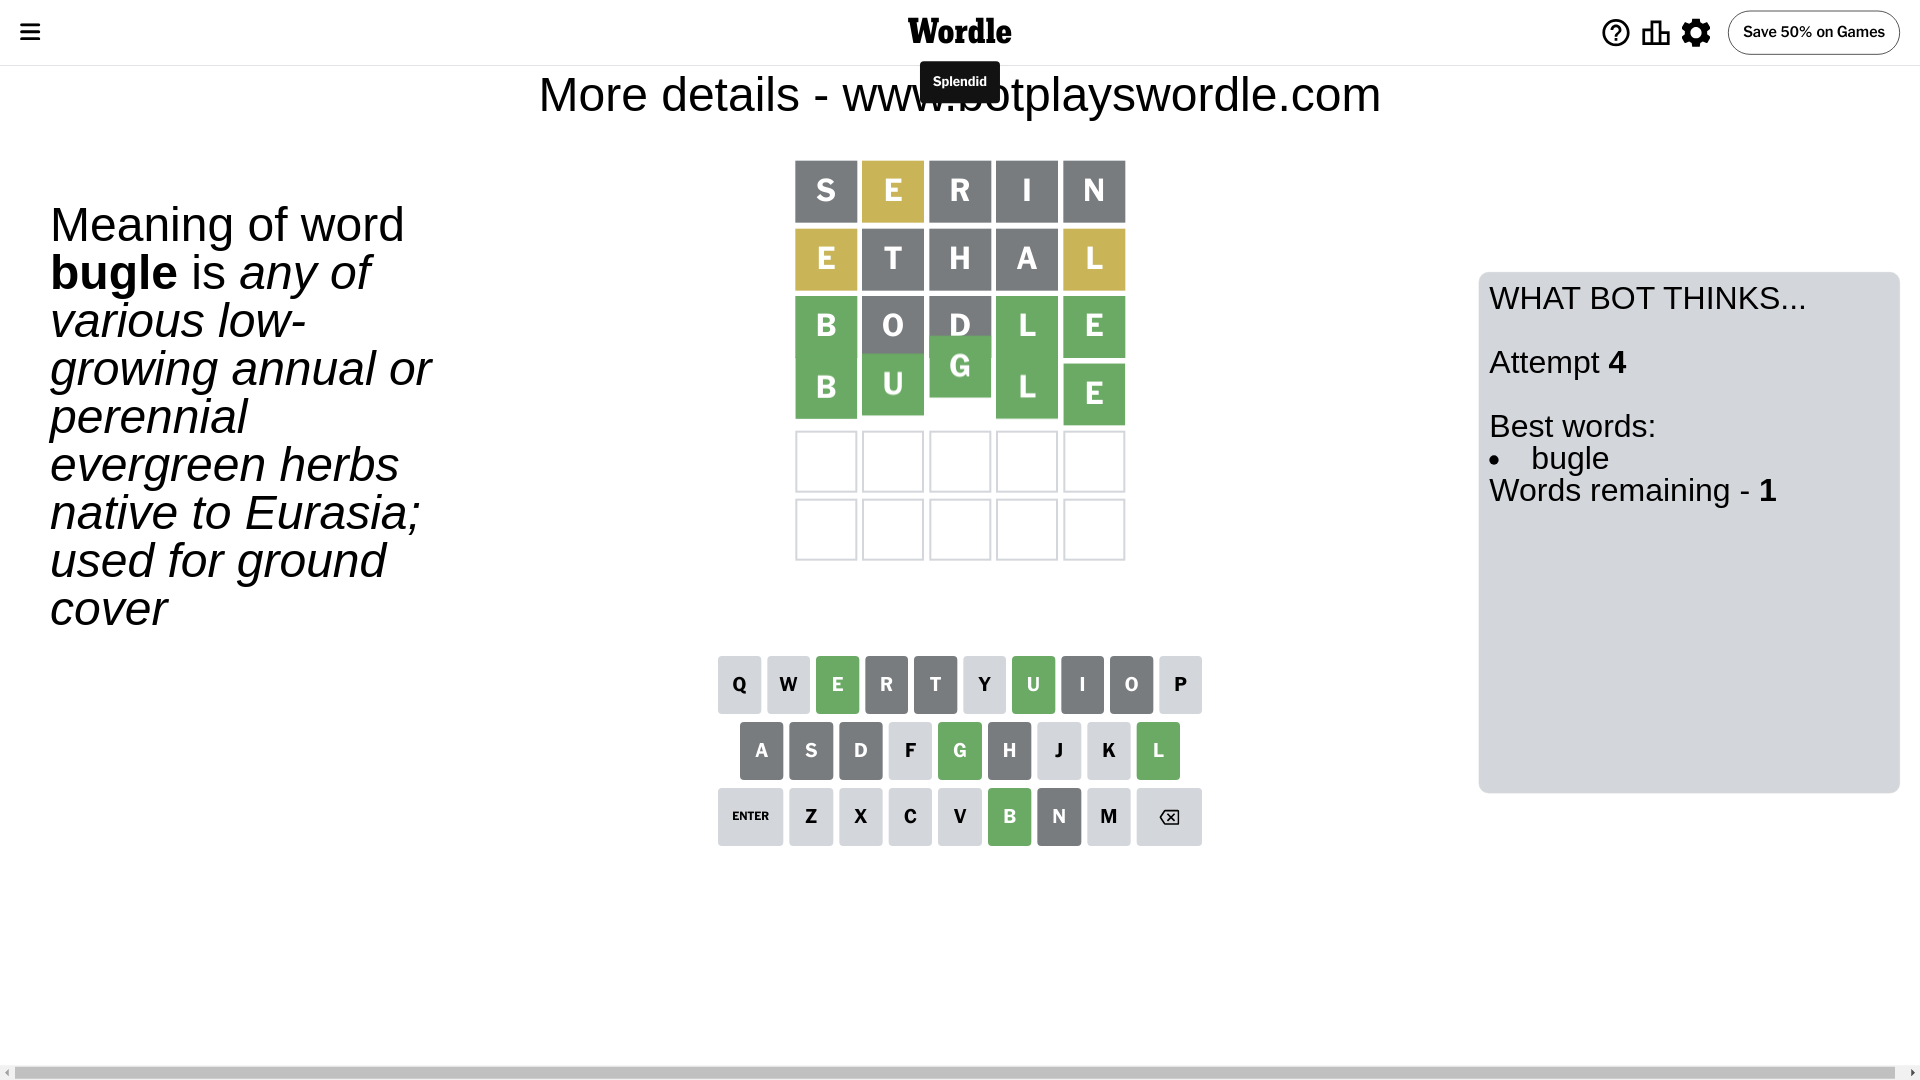 Wordle
Save 50% on Games
Splendid
More details - www.botplayswordle.com
Meaning of word
bugle is any of
various low-
growing annual or
perennial
evergreen herbs
native to Eurasia;
used for ground
cover
S E R I N
E T H A L
B O D L E
B U G L E
WHAT BOT THINKS...
Attempt 4
Best words:
• bugle
Words remaining - 1
Q W E R T Y U I O P
A S D F G H J K L
ENTER Z X C V B N M